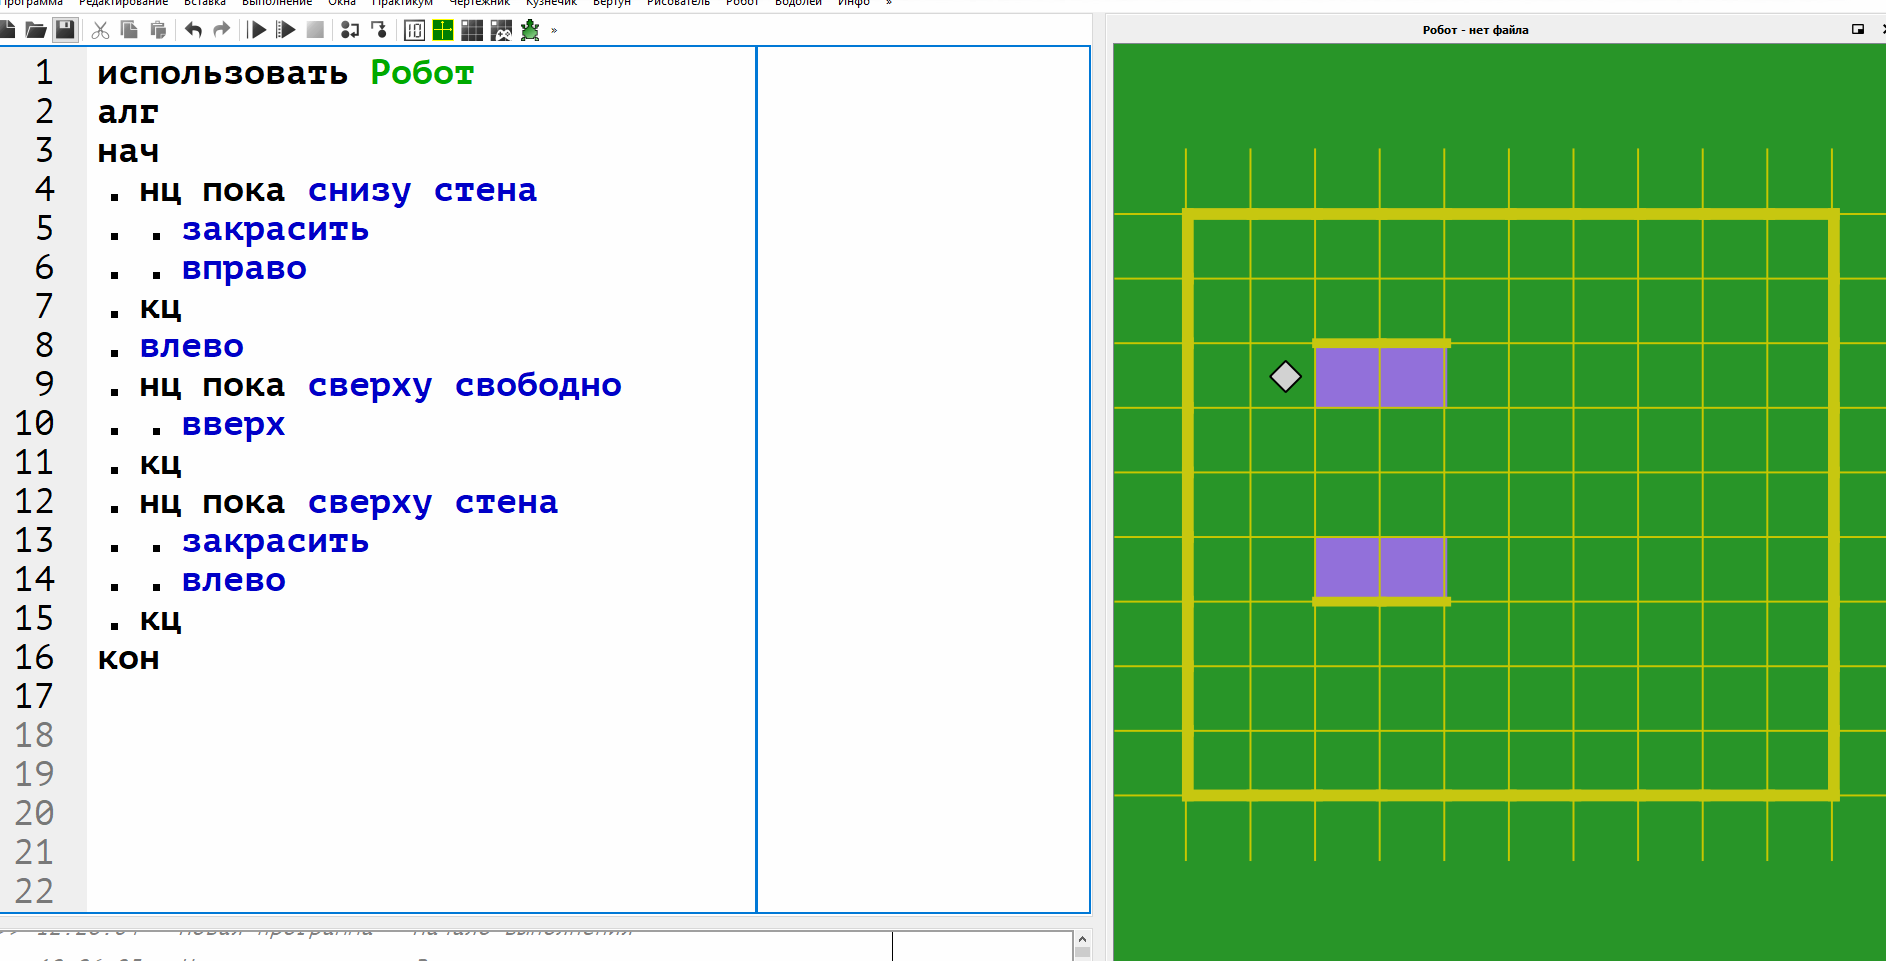 Программа Редактирование Вставка Выполнение Окна Практикум Чертёжник Кузнечик Вертун Рисователь Робот Водолей Инфо »
»
Робот - нет файла
1 использовать Робот
2 алг
3 нач
4 . нц пока снизу стена
5 . . закрасить
6 . . вправо
7 . кц
8 . влево
9 . нц пока сверху свободно
10 . . вверх
11 . кц
12 . нц пока сверху стена
13 . . закрасить
14 . . влево
15 . кц
16 кон
17
18
19
20
21
22